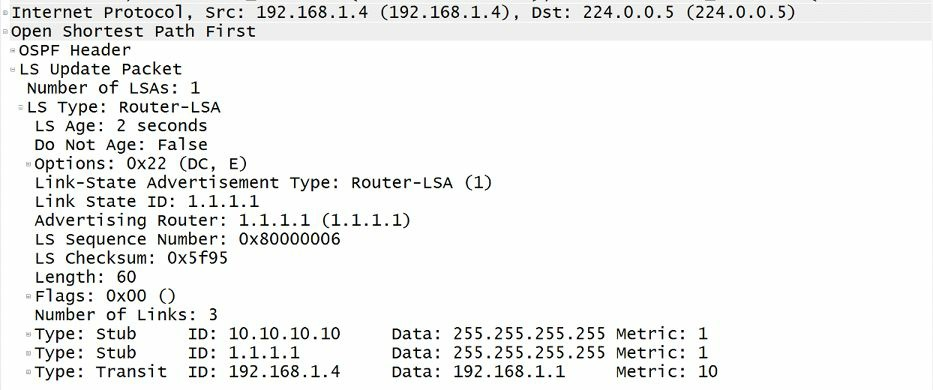 Internet Protocol, Src: 192.168.1.4 (192.168.1.4), Dst: 224.0.0.5 (224.0.0.5)
Open Shortest Path First
OSPF Header
LS Update Packet
Number of LSAs: 1
LS Type: Router-LSA
LS Age: 2 seconds
Do Not Age: False
Options: 0x22 (DC, E)
Link-State Advertisement Type: Router-LSA (1)
Link State ID: 1.1.1.1
Advertising Router: 1.1.1.1 (1.1.1.1)
LS Sequence Number: 0x80000006
LS Checksum: 0x5f95
Length: 60
Flags: 0x00 ()
Number of Links: 3
Type: Stub ID: 10.10.10.10 Data: 255.255.255.255 Metric: 1
Type: Stub ID: 1.1.1.1 Data: 255.255.255.255 Metric: 1
Type: Transit ID: 192.168.1.4 Data: 192.168.1.1 Metric: 10